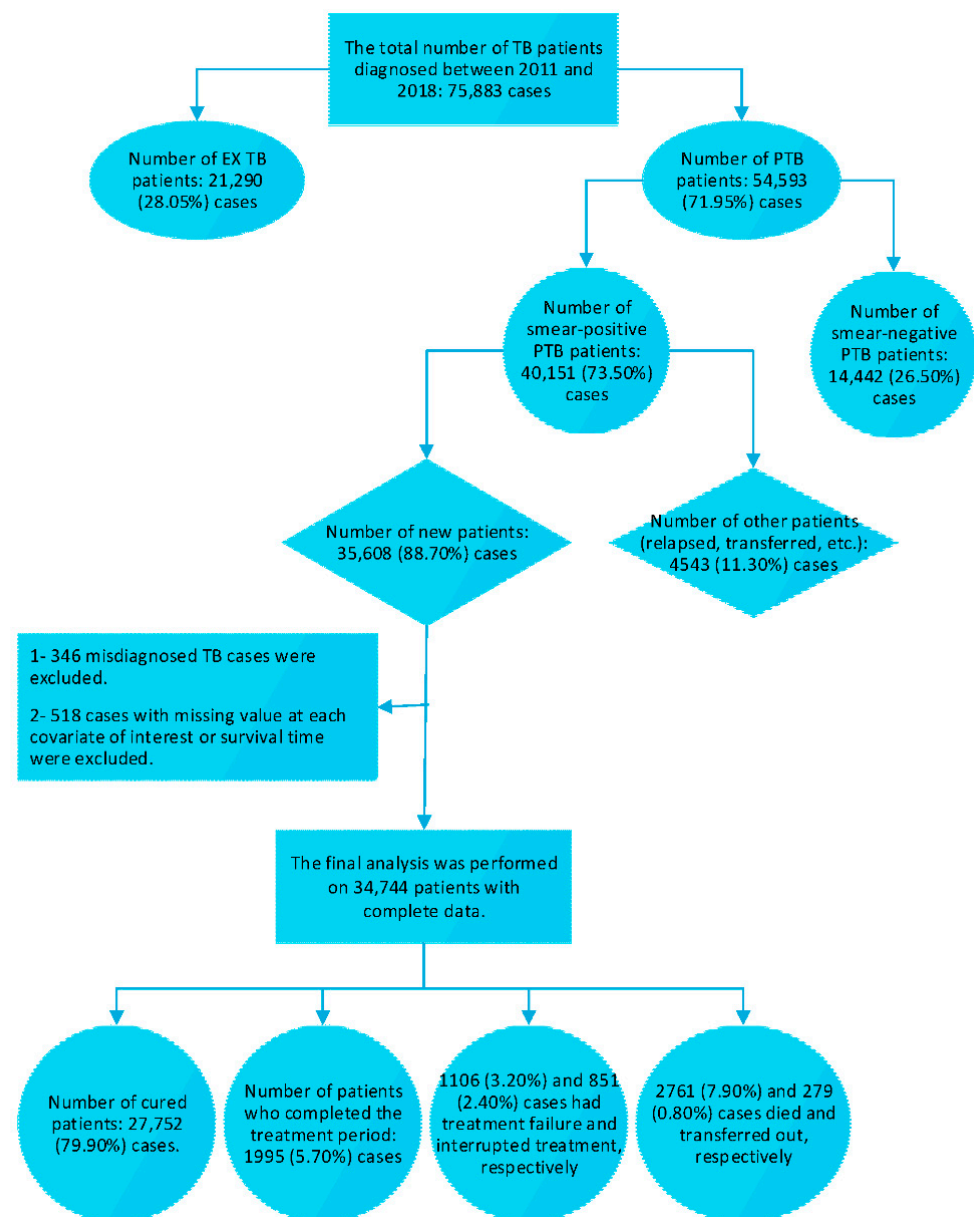 The total number of TB patients
diagnosed between 2011 and
2018: 75,883 cases
Number of EX TB
patients: 21,290
(28.05%) cases
Number of PTB
patients: 54,593
(71.95%) cases
Number of
smear-positive
PTB patients:
40,151 (73.50%)
cases
Number of
smear-negative
PTB patients:
14,442 (26.50%)
cases
Number of new patients:
35,608 (88.70%) cases
Number of other patients
(relapsed, transferred, etc.):
4543 (11.30%) cases
1- 346 misdiagnosed TB cases were
excluded.
2- 518 cases with missing value at each
covariate of interest or survival time
were excluded.
The final analysis was performed
on 34,744 patients with
complete data.
Number of cured
patients: 27,752
(79.90%) cases.
Number of patients
who completed the
treatment period:
1995 (5.70%) cases
1106 (3.20%) and 851
(2.40%) cases had
treatment failure and
interrupted treatment,
respectively
2761 (7.90%) and 279
(0.80%) cases died and
transferred out,
respectively